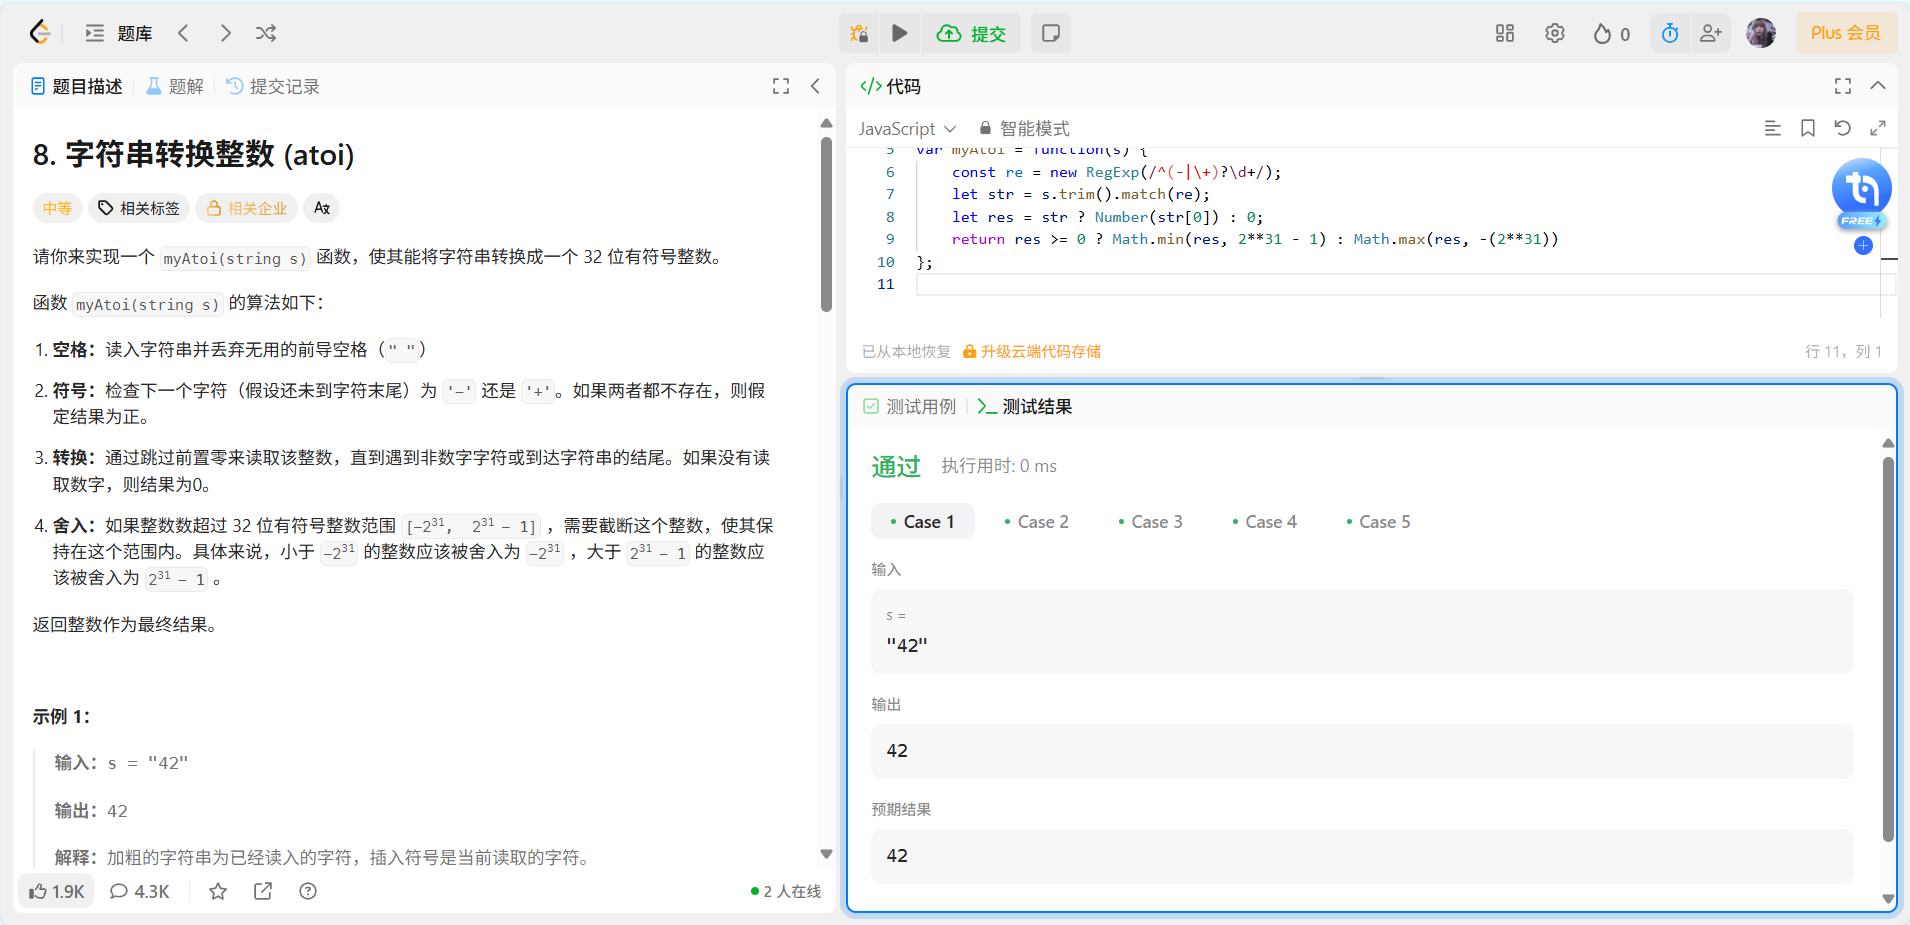 题库
提交
0
Plus 会员
题目描述
题解
提交记录
8. 字符串转换整数 (atoi)
中等
相关标签
相关企业
请你来实现一个 myAtoi(string s) 函数，使其能将字符串转换成一个 32 位有符号整数。
函数 myAtoi(string s) 的算法如下：
1. 空格：读入字符串并丢弃无用的前导空格（" "）
2. 符号：检查下一个字符（假设还未到字符末尾）为 '-' 还是 '+'。如果两者都不存在，则假
定结果为正。
3. 转换：通过跳过前置零来读取该整数，直到遇到非数字字符或到达字符串的结尾。如果没有读
取数字，则结果为0。
4. 舍入：如果整数数超过 32 位有符号整数范围 [−2³¹,  2³¹ − 1] ，需要截断这个整数，使其保
持在这个范围内。具体来说，小于 −2³¹ 的整数应该被舍入为 −2³¹ ，大于 2³¹ − 1 的整数应
该被舍入为 2³¹ − 1 。
返回整数作为最终结果。
示例 1：
输入：s = "42"
输出：42
解释：加粗的字符串为已经读入的字符，插入符号是当前读取的字符。
1.9K
4.3K
2 人在线
</> 代码
JavaScript
智能模式
5 var myAtoi = function(s) {
6 const re = new RegExp(/^(-|\+)?\d+/);
7 let str = s.trim().match(re);
8 let res = str ? Number(str[0]) : 0;
9 return res >= 0 ? Math.min(res, 2**31 - 1) : Math.max(res, -(2**31))
10 };
11
FREE
已从本地恢复
升级云端代码存储
行 11，列 1
测试用例
测试结果
通过
执行用时: 0 ms
Case 1
Case 2
Case 3
Case 4
Case 5
输入
s =
"42"
输出
42
预期结果
42